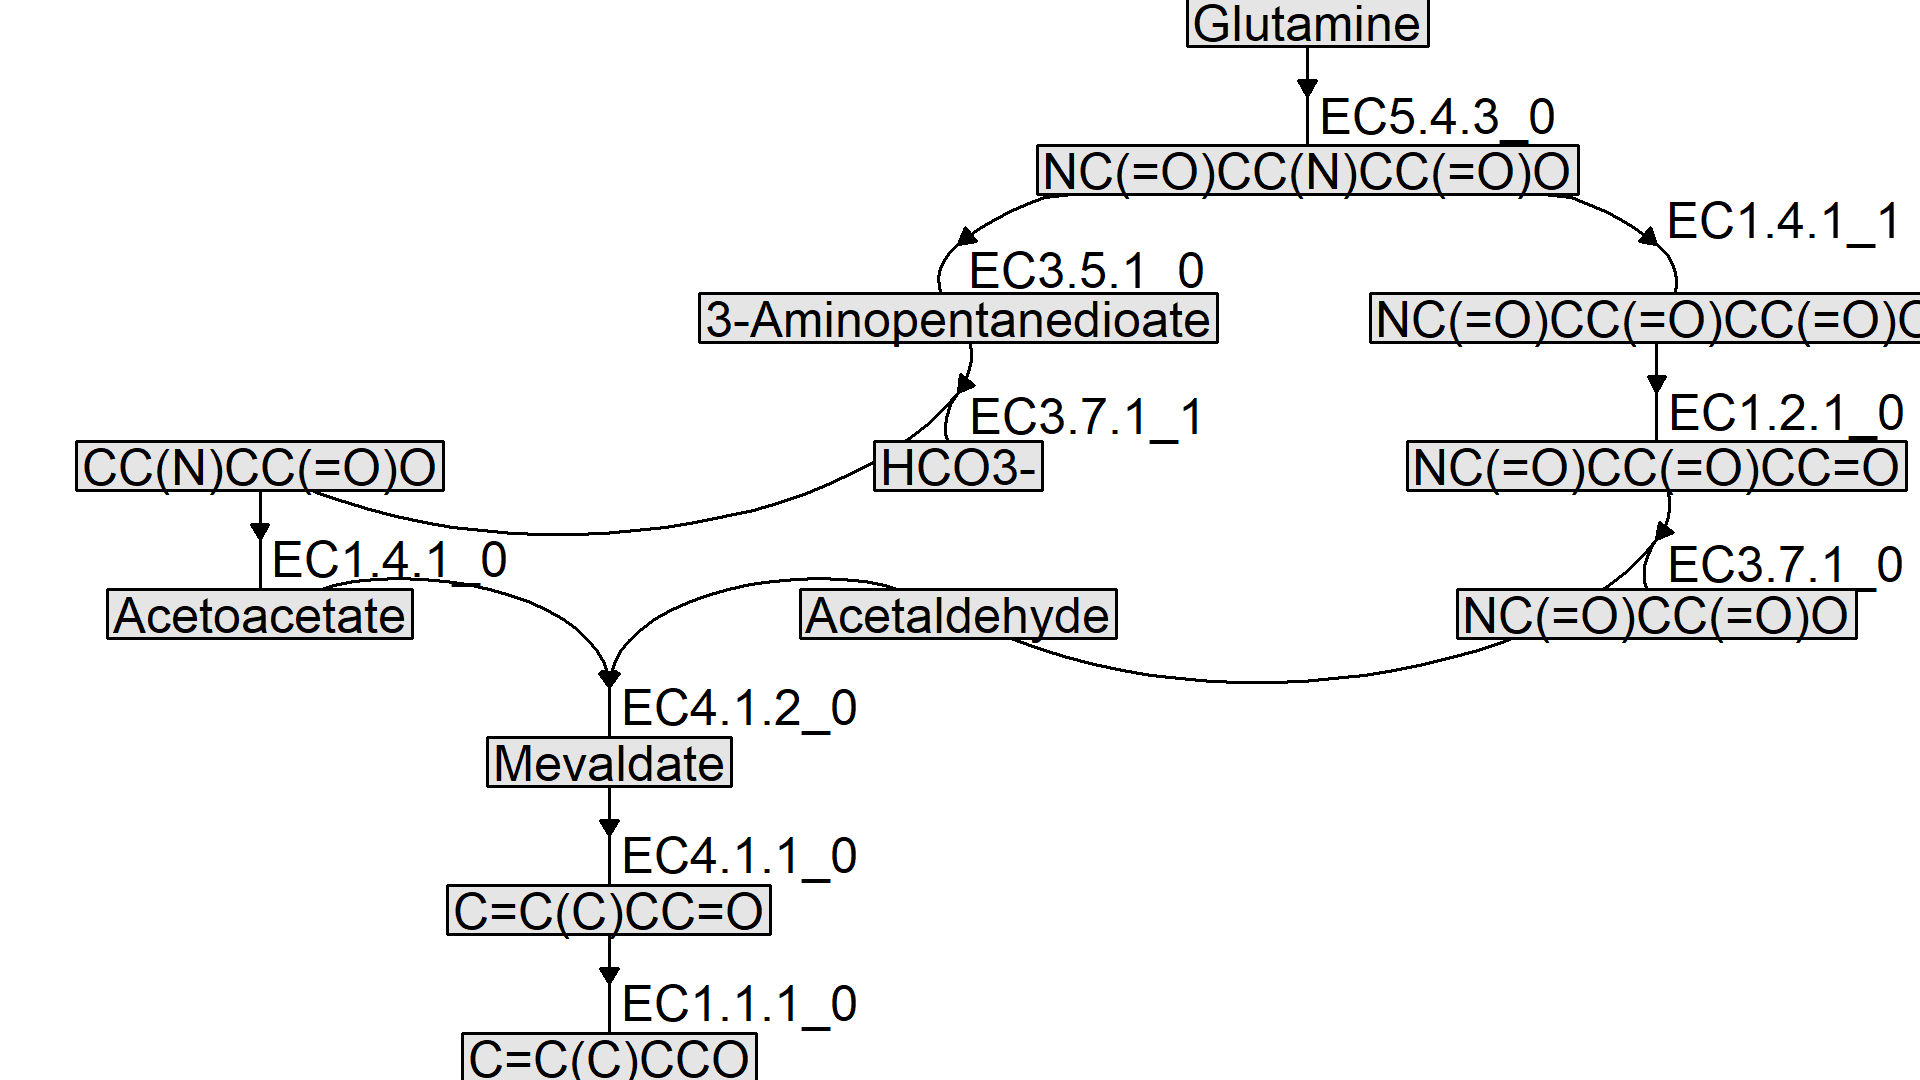 Glutamine
EC5.4.3_0
NC(=O)CC(N)CC(=O)O
EC1.4.1_1
EC3.5.1_0
3-Aminopentanedioate
NC(=O)CC(=O)CC(=O)O
EC1.2.1_0
EC3.7.1_1
CC(N)CC(=O)O
HCO3-
NC(=O)CC(=O)CC=O
EC1.4.1_0
EC3.7.1_0
Acetoacetate
Acetaldehyde
NC(=O)CC(=O)O
EC4.1.2_0
Mevaldate
EC4.1.1_0
C=C(C)CC=O
EC1.1.1_0
C=C(C)CCO